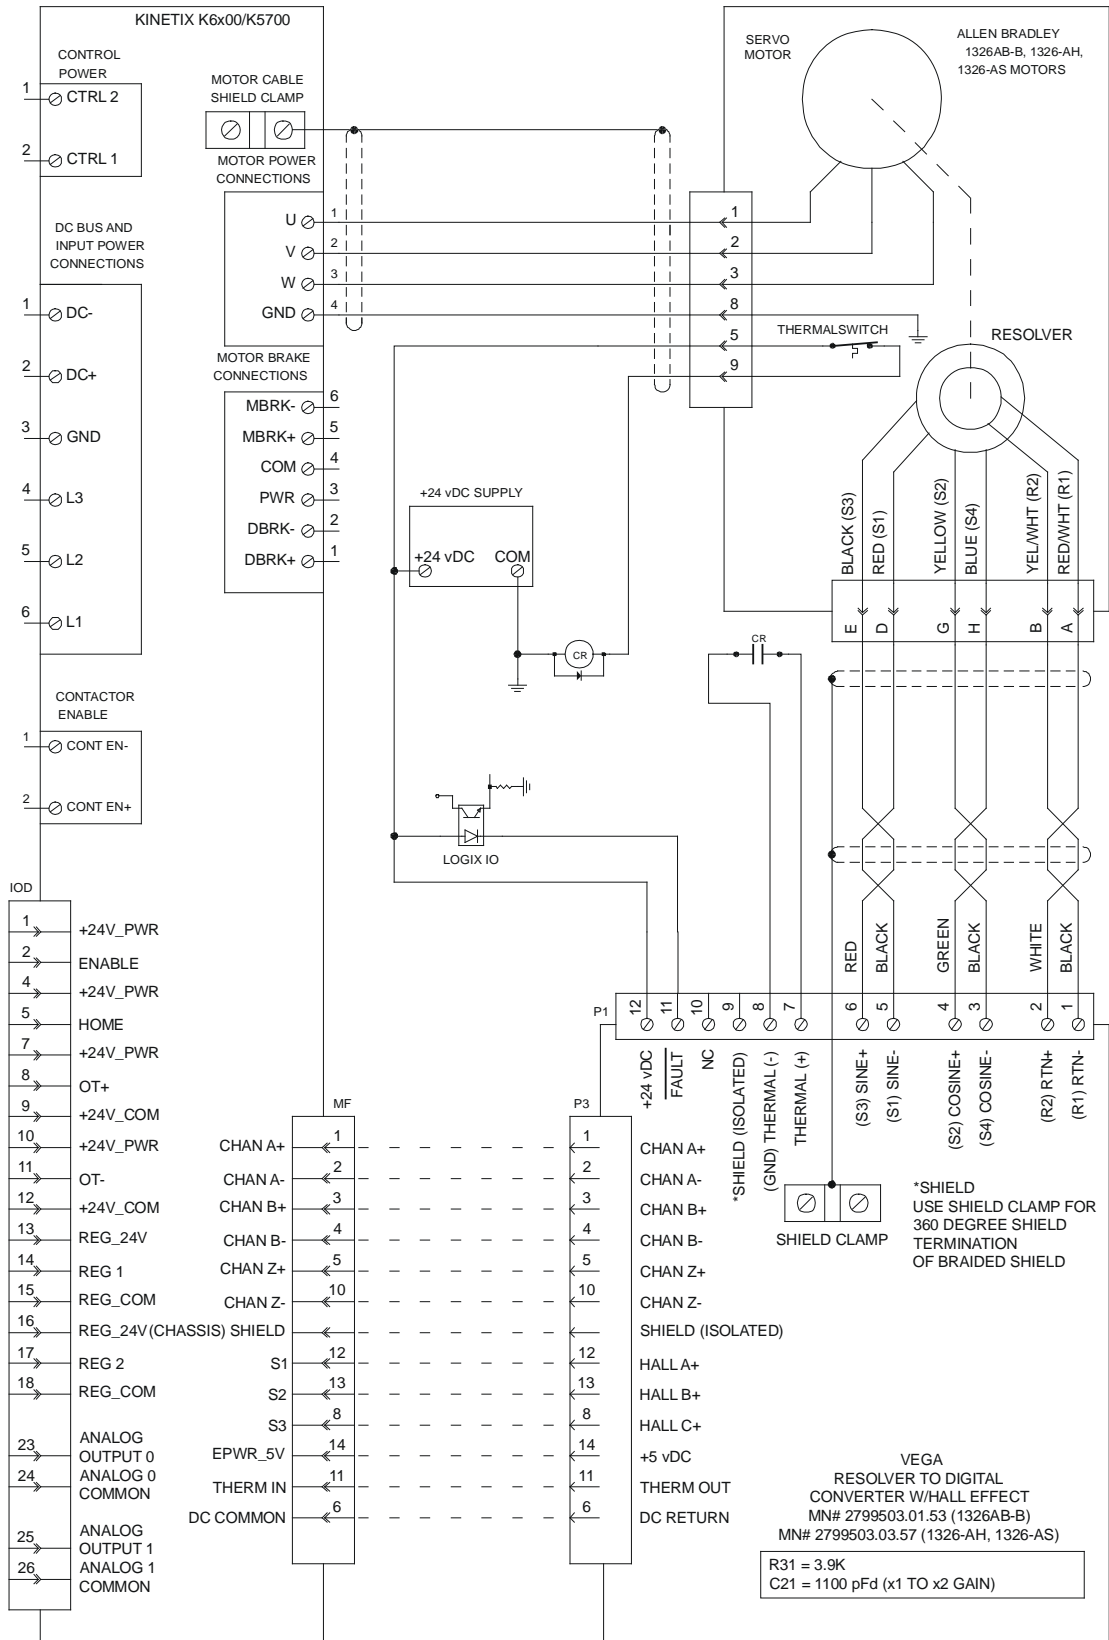 KINETIX K6x00/K5700
CONTROL
POWER
1 CTRL 2
2 CTRL 1
DC BUS AND
INPUT POWER
CONNECTIONS
1 DC-
2 DC+
3 GND
4 L3
5 L2
6 L1
CONTACTOR
ENABLE
1 CONT EN-
2 CONT EN+
IOD
1 +24V_PWR
2 ENABLE
4 +24V_PWR
5 HOME
7 +24V_PWR
8 OT+
9 +24V_COM
10 +24V_PWR
11 OT-
12 +24V_COM
13 REG_24V
14 REG 1
15 REG_COM
16 REG_24V
17 REG 2
18 REG_COM
23 ANALOG
OUTPUT 0
24 ANALOG 0
COMMON
25 ANALOG
OUTPUT 1
26 ANALOG 1
COMMON
MOTOR CABLE
SHIELD CLAMP
MOTOR POWER
CONNECTIONS
U 1
V 2
W 3
GND 4
MOTOR BRAKE
CONNECTIONS
MBRK- 6
MBRK+ 5
COM 4
PWR 3
DBRK- 2
DBRK+ 1
+24 vDC SUPPLY
+24 vDC COM
CR
CR
LOGIX IO
SERVO
MOTOR
ALLEN BRADLEY
1326AB-B, 1326-AH,
1326-AS MOTORS
1
2
3
8
5
9
THERMALSWITCH
RESOLVER
BLACK (S3)
RED (S1)
YELLOW (S2)
BLUE (S4)
YEL/WHT (R2)
RED/WHT (R1)
E D G H B A
RED
BLACK
GREEN
BLACK
WHITE
BLACK
P1
12 11 10 9 8 7 6 5 4 3 2 1
+24 vDC
FAULT
NC
*SHIELD (ISOLATED)
(GND) THERMAL (-)
THERMAL (+)
(S3) SINE+
(S1) SINE-
(S2) COSINE+
(S4) COSINE-
(R2) RTN+
(R1) RTN-
SHIELD CLAMP
*SHIELD
USE SHIELD CLAMP FOR
360 DEGREE SHIELD
TERMINATION
OF BRAIDED SHIELD
MF
CHAN A+ 1
CHAN A- 2
CHAN B+ 3
CHAN B- 4
CHAN Z+ 5
CHAN Z- 10
(CHASSIS) SHIELD
S1 12
S2 13
S3 8
EPWR_5V 14
THERM IN 11
DC COMMON 6
P3
1 CHAN A+
2 CHAN A-
3 CHAN B+
4 CHAN B-
5 CHAN Z+
10 CHAN Z-
SHIELD (ISOLATED)
12 HALL A+
13 HALL B+
8 HALL C+
14 +5 vDC
11 THERM OUT
6 DC RETURN
VEGA
RESOLVER TO DIGITAL
CONVERTER W/HALL EFFECT
MN# 2799503.01.53 (1326AB-B)
MN# 2799503.03.57 (1326-AH, 1326-AS)
R31 = 3.9K
C21 = 1100 pFd (x1 TO x2 GAIN)